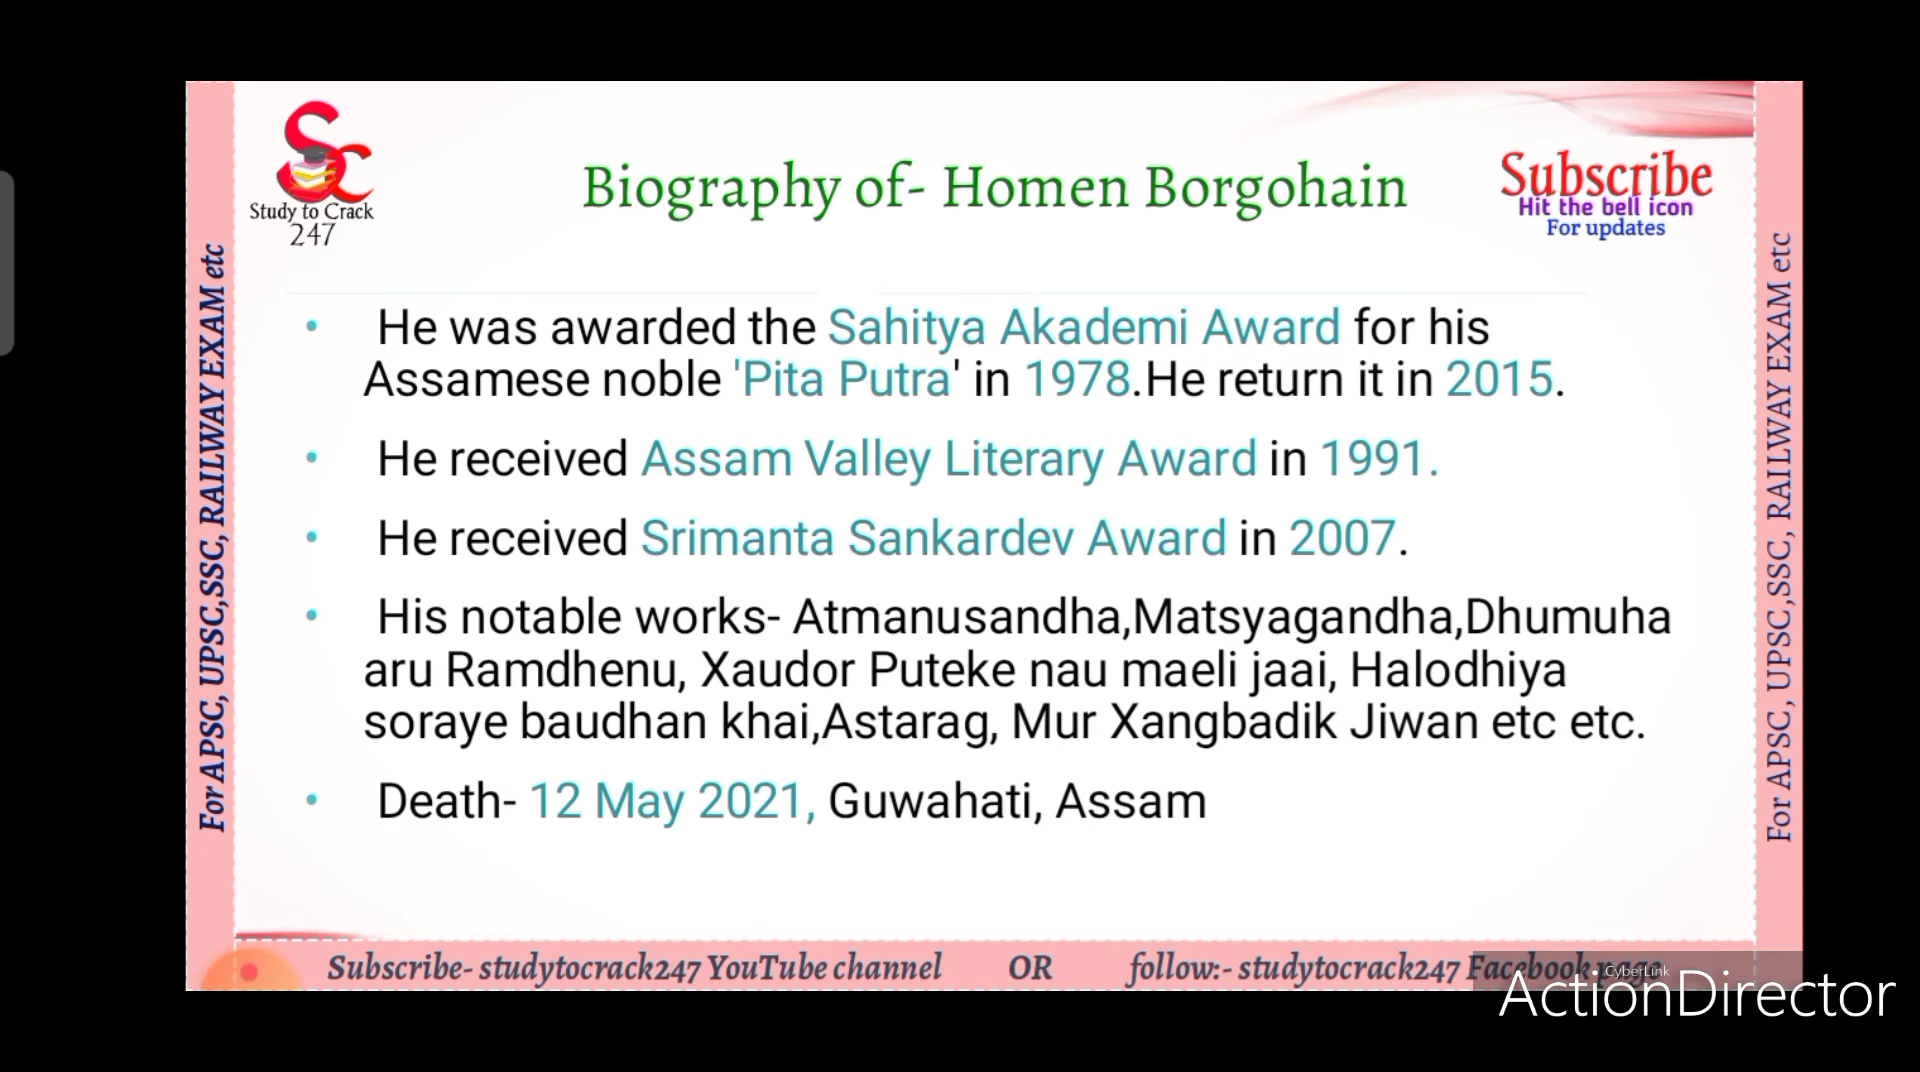 Study to Crack
247
Biography of- Homen Borgohain
Subscribe
Hit the bell icon
For updates
For APSC, UPSC,SSC, RAILWAY EXAM etc
• He was awarded the Sahitya Akademi Award for his
Assamese noble 'Pita Putra' in 1978.He return it in 2015.
• He received Assam Valley Literary Award in 1991.
• He received Srimanta Sankardev Award in 2007.
• His notable works- Atmanusandha,Matsyagandha,Dhumuha
aru Ramdhenu, Xaudor Puteke nau maeli jaai, Halodhiya
soraye baudhan khai,Astarag, Mur Xangbadik Jiwan etc etc.
• Death- 12 May 2021, Guwahati, Assam
For APSC, UPSC,SSC, RAILWAY EXAM etc
Subscribe- studytocrack247 YouTube channel OR follow:- studytocrack247 Facebook page
CyberLink
ActionDirector